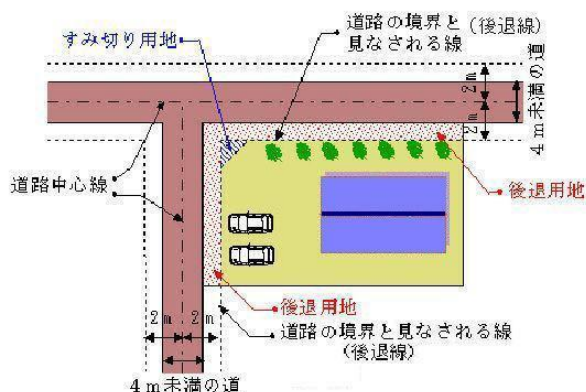 すみ切り用地
道路の境界と(後退線)
見なされる線
2m
2m
4m未満の道
道路中心線
後退用地
後退用地
2m
2m
道路の境界と見なされる線
(後退線)
4m未満の道